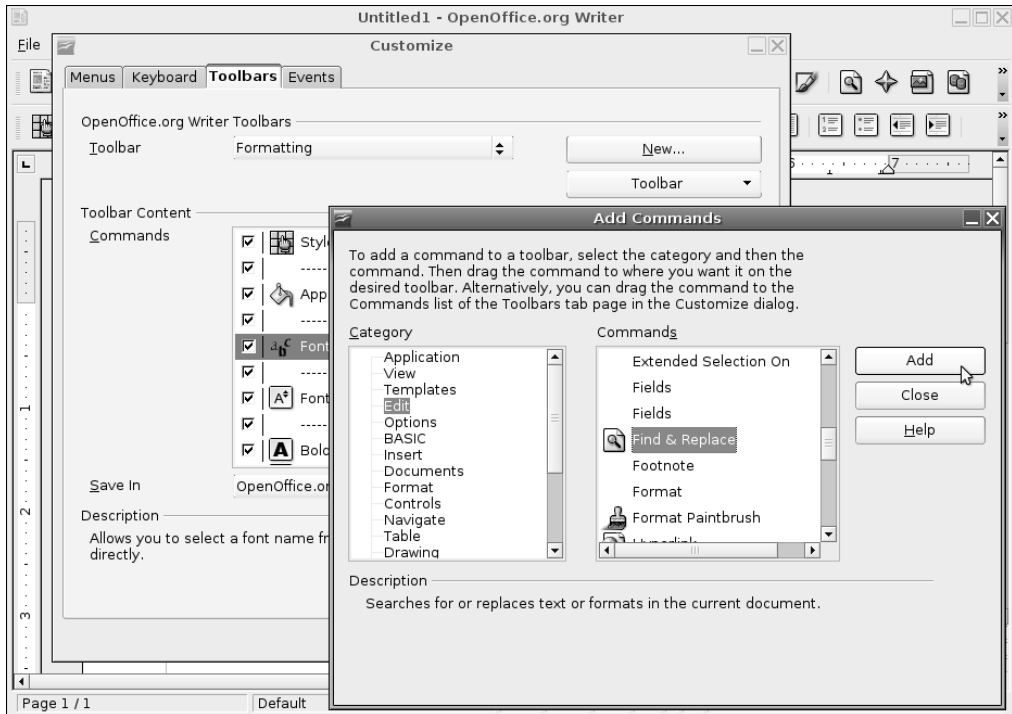 Untitled1 - OpenOffice.org Writer
File
Customize
Menus Keyboard Toolbars Events
OpenOffice.org Writer Toolbars
Toolbar Formatting New...
Toolbar
Toolbar Content
Commands
Styl
-----
App
-----
Font
-----
Font
-----
Bold
Save In OpenOffice.or
Description
Allows you to select a font name fr
directly.
Add Commands
To add a command to a toolbar, select the category and then the
command. Then drag the command to where you want it on the
desired toolbar. Alternatively, you can drag the command to the
Commands list of the Toolbars tab page in the Customize dialog.
Category
Application
View
Templates
Edit
Options
BASIC
Insert
Documents
Format
Controls
Navigate
Table
Drawing
Commands
Extended Selection On
Fields
Fields
Find & Replace
Footnote
Format
Format Paintbrush
Hyperlink
Add
Close
Help
Description
Searches for or replaces text or formats in the current document.
6 7
1
2
3
Page 1 / 1 Default